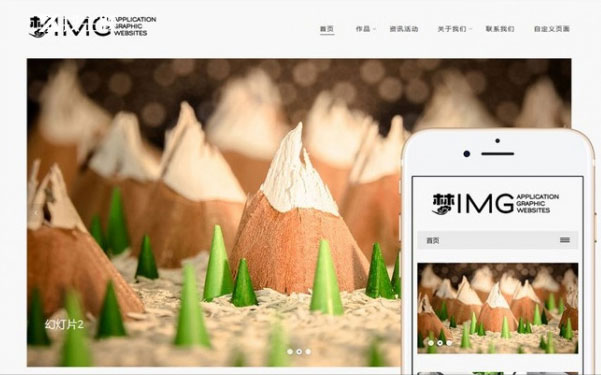 梦IMG APPLICATION
GRAPHIC
WEBSITES
首页 作品 资讯活动 关于我们 联系我们 自定义页面
幻灯片2
梦IMG APPLICATION
GRAPHIC
WEBSITES
首页